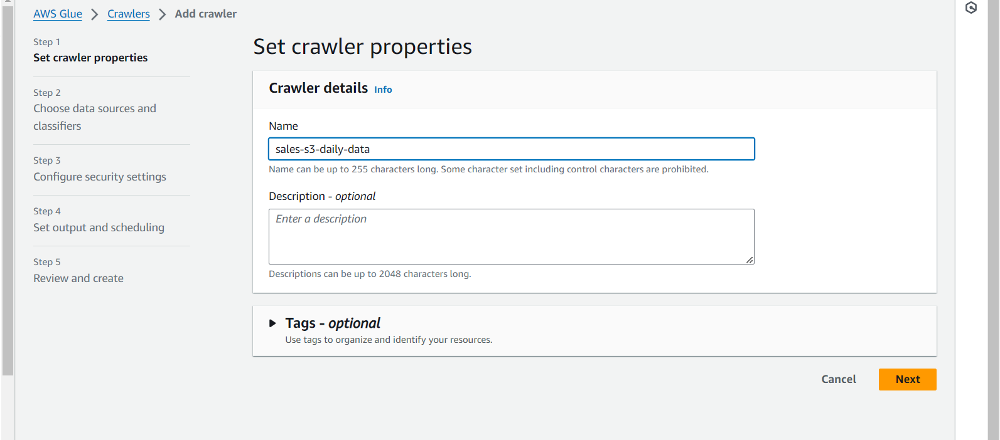 AWS Glue > Crawlers > Add crawler
Step 1
Set crawler properties
Step 2
Choose data sources and
classifiers
Step 3
Configure security settings
Step 4
Set output and scheduling
Step 5
Review and create
Set crawler properties
Crawler details Info
Name
sales-s3-daily-data
Name can be up to 255 characters long. Some character set including control characters are prohibited.
Description - optional
Enter a description
Descriptions can be up to 2048 characters long.
Tags - optional
Use tags to organize and identify your resources.
Cancel Next